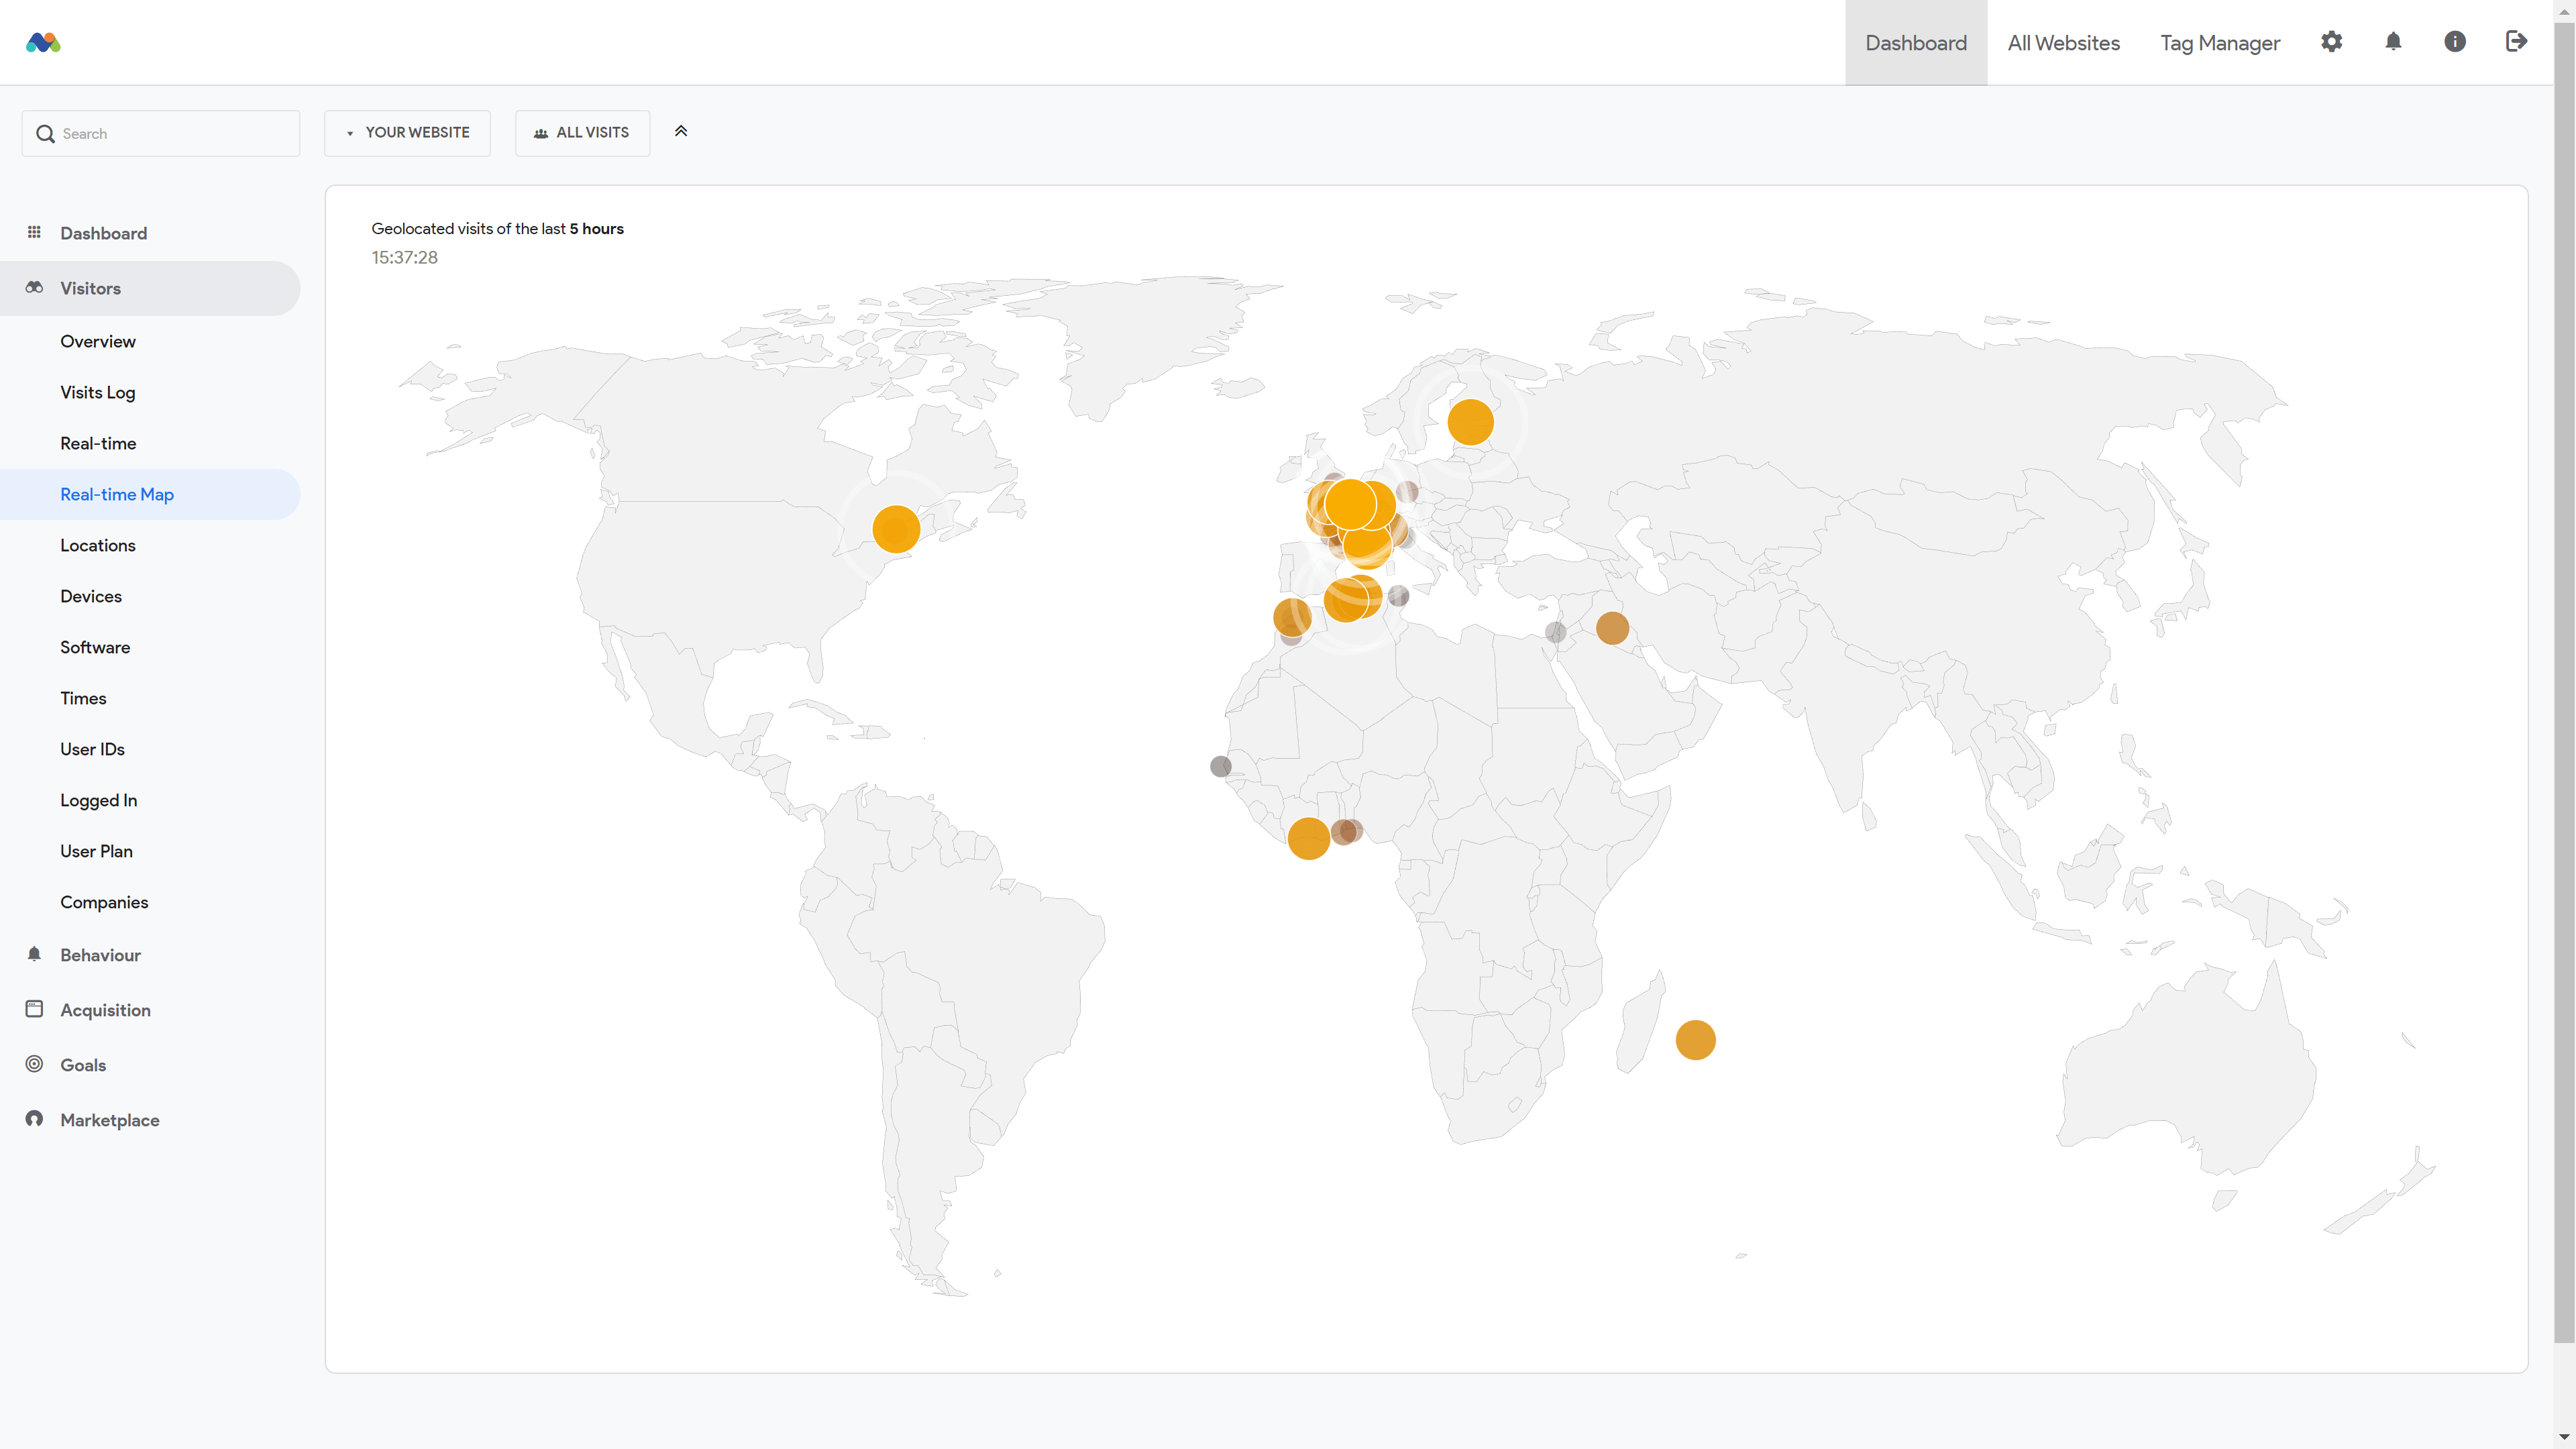 Dashboard
All Websites
Tag Manager
Search
YOUR WEBSITE
ALL VISITS
Dashboard
Visitors
Overview
Visits Log
Real-time
Real-time Map
Locations
Devices
Software
Times
User IDs
Logged In
User Plan
Companies
Behaviour
Acquisition
Goals
Marketplace
Geolocated visits of the last 5 hours
15:37:28